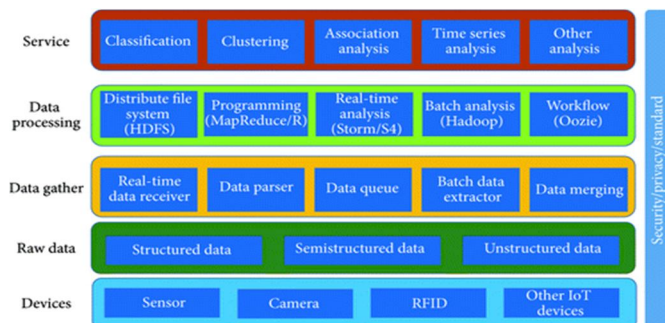 Service
Classification
Clustering
Association
analysis
Time series
analysis
Other
analysis
Data
processing
Distribute file
system
(HDFS)
Programming
(MapReduce/R)
Real-time
analysis
(Storm/S4)
Batch analysis
(Hadoop)
Workflow
(Oozie)
Data gather
Real-time
data receiver
Data parser
Data queue
Batch data
extractor
Data merging
Raw data
Structured data
Semistructured data
Unstructured data
Devices
Sensor
Camera
RFID
Other IoT
devices
Security/privacy/standard